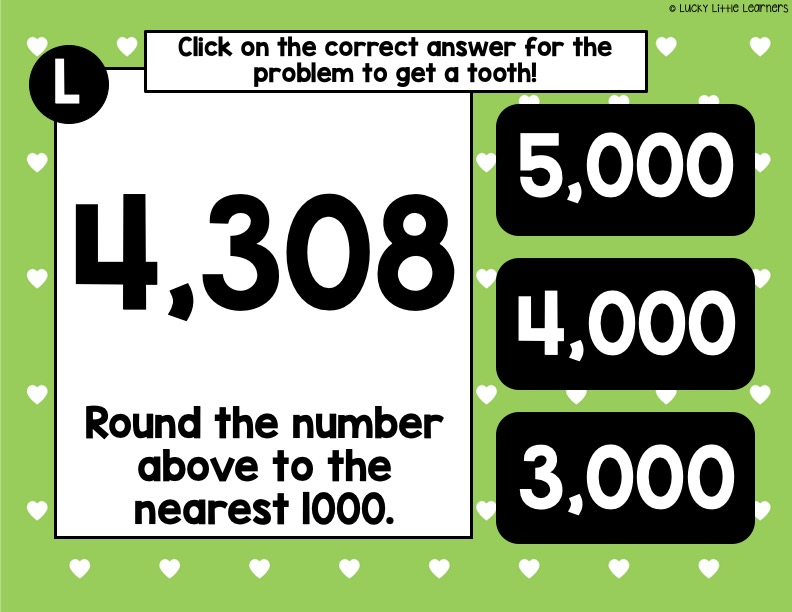 © Lucky Little Learners
Click on the correct answer for the
problem to get a tooth!
L
4,308
Round the number
above to the
nearest 1000.
5,000
4,000
3,000